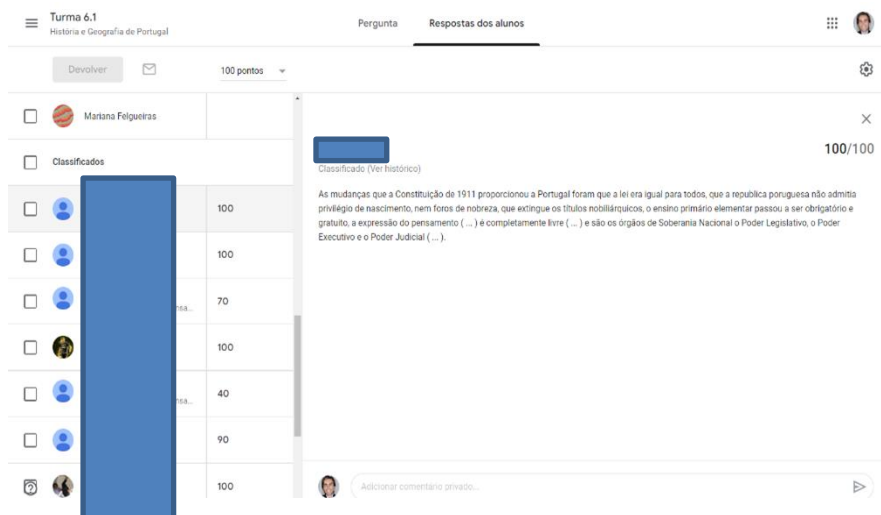 Turma 6.1
História e Geografia de Portugal
Pergunta
Respostas dos alunos
Devolver
100 pontos
Mariana Felgueiras
Classificados
100
100
70
nsa...
100
40
nsa...
90
100
100/100
Classificado (Ver histórico)
As mudanças que a Constituição de 1911 proporcionou a Portugal foram que a lei era igual para todos, que a republica poruguesa não admitia
privilégio de nascimento, nem foros de nobreza, que extingue os títulos nobiliárquicos, o ensino primário elementar passou a ser obrigatório e
gratuito, a expressão do pensamento ( ... ) é completamente livre ( ... ) e são os órgãos de Soberania Nacional o Poder Legislativo, o Poder
Executivo e o Poder Judicial ( ... ).
Adicionar comentário privado...